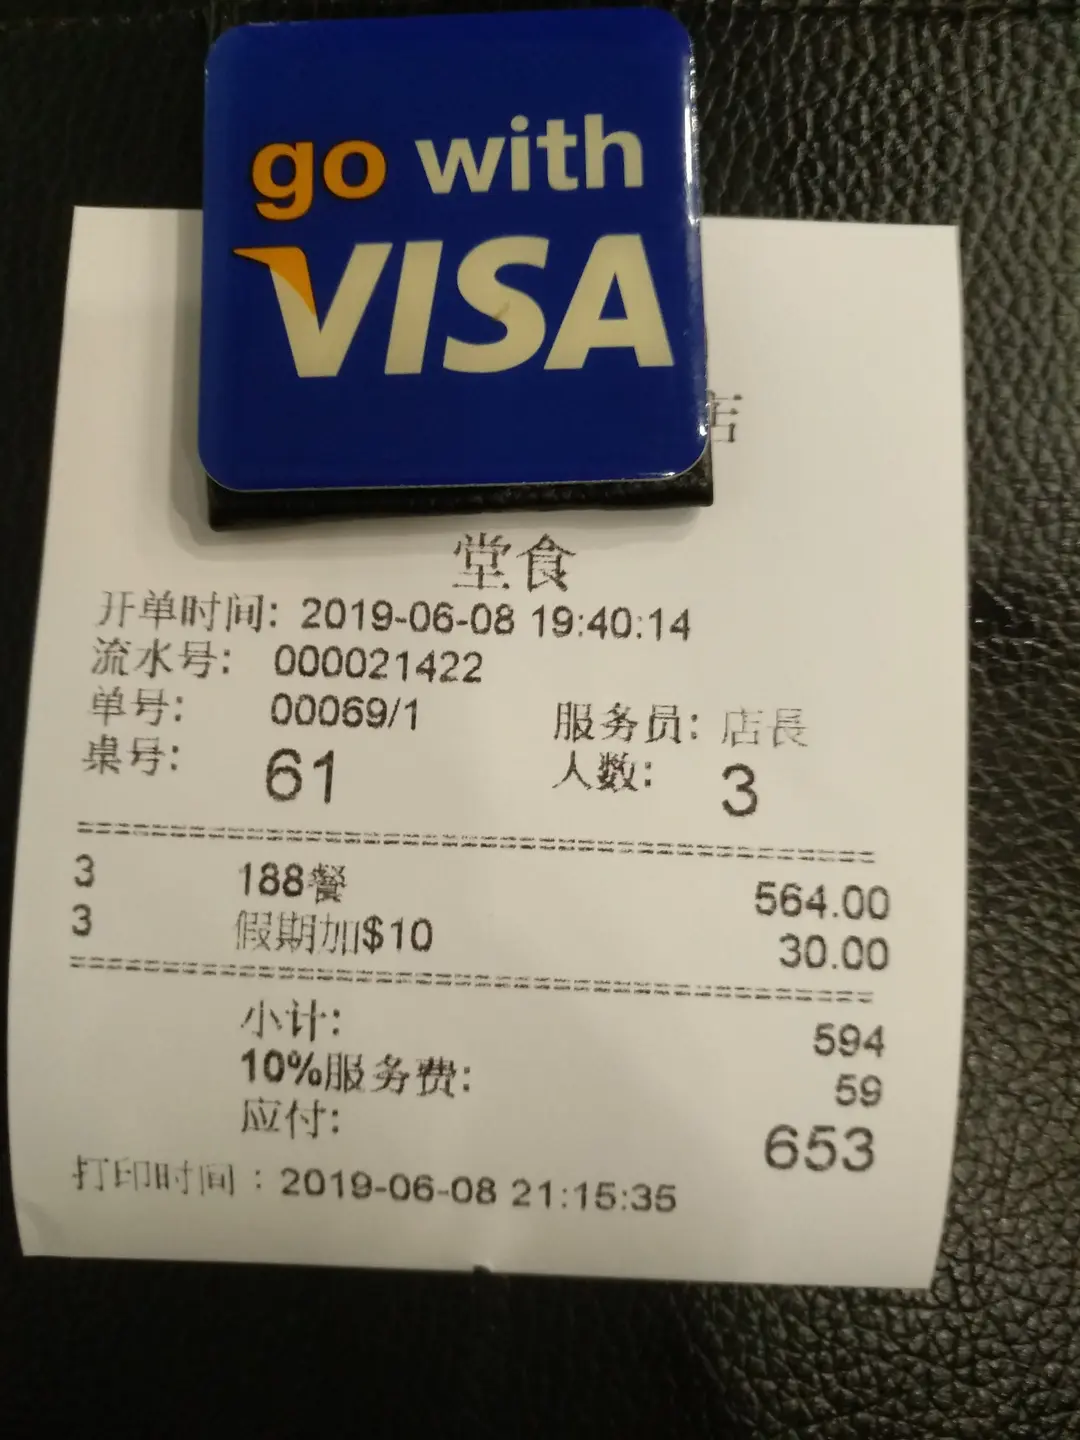 go with
VISA
店
堂食
开单时间: 2019-06-08 19:40:14
流水号: 000021422
单号: 00069/1 服务员: 店長
桌号: 61 人数: 3
3 188餐 564.00
3 假期加$10 30.00
小计: 594
10%服务费: 59
应付: 653
打印时间：2019-06-08 21:15:35